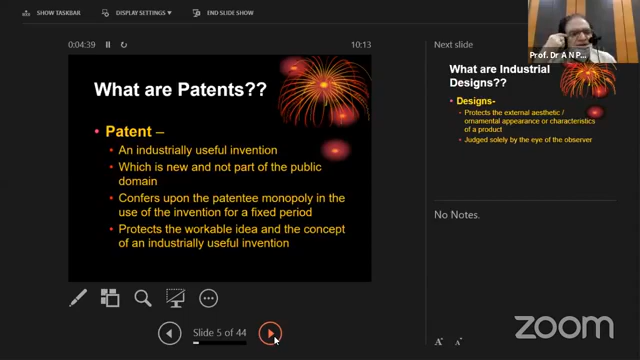 SHOW TASKBAR
DISPLAY SETTINGS ▾
END SLIDE SHOW
0:04:39
10:13
Next slide
Prof. Dr A N P...
What are Patents??
• Patent –
• An industrially useful invention
• Which is new and not part of the public
domain
• Confers upon the patentee monopoly in the
use of the invention for a fixed period
• Protects the workable idea and the concept
of an industrially useful invention
What are Industrial
Designs??
• Designs-
• Protects the external aesthetic /
ornamental appearance or characteristics
of a product
• Judged solely by the eye of the observer
No Notes.
Slide 5 of 44
A A
zoom